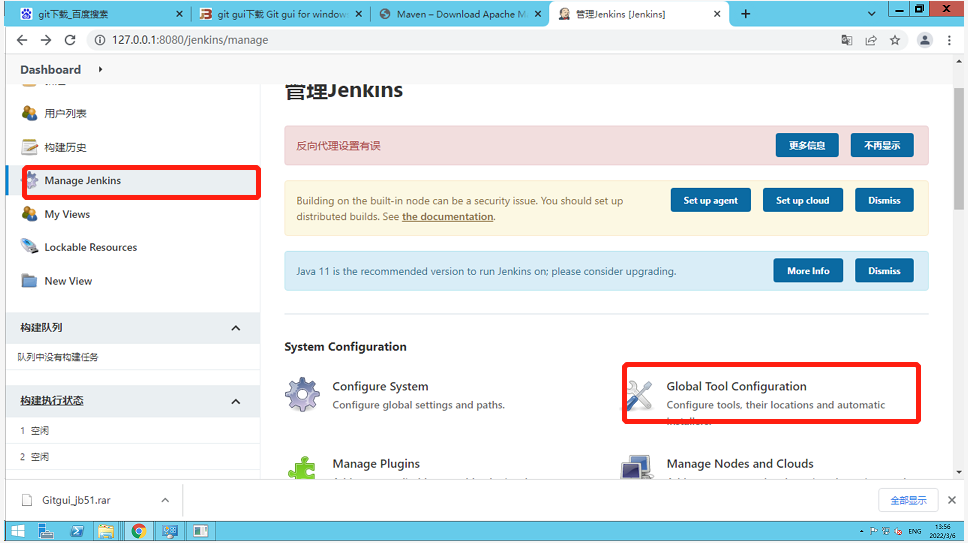 git下载_百度搜索
git gui下载 Git gui for window
Maven – Download Apache M
管理Jenkins [Jenkins]
127.0.0.1:8080/jenkins/manage
Dashboard
用户列表
构建历史
Manage Jenkins
My Views
Lockable Resources
New View
构建队列
队列中没有构建任务
构建执行状态
1 空闲
2 空闲
管理Jenkins
反向代理设置有误
更多信息
不再显示
Building on the built-in node can be a security issue. You should set up
distributed builds. See the documentation.
Set up agent
Set up cloud
Dismiss
Java 11 is the recommended version to run Jenkins on; please consider upgrading.
More Info
Dismiss
System Configuration
Configure System
Configure global settings and paths.
Global Tool Configuration
Configure tools, their locations and automatic
installers.
Manage Plugins
Manage Nodes and Clouds
Gitgui_jb51.rar
全部显示
ENG
13:56
2022/3/6